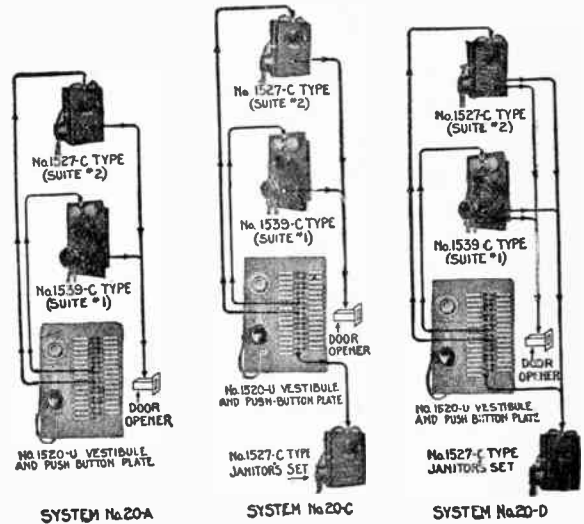 No.1527-C TYPE
(SUITE #2)
No.1539-C TYPE
(SUITE #1)
DOOR
OPENER
No.1520-U VESTIBULE
AND PUSH BUTTON PLATE
SYSTEM No.20-A
No. 1527-C TYPE
(SUITE #2)
No. 1539-C TYPE
(SUITE #1)
DOOR
OPENER
No.1520-U VESTIBULE
AND PUSH-BUTTON PLATE
No.1527-C TYPE
JANITOR'S SET
SYSTEM No.20-C
No.1527-C TYPE
(SUITE #2)
No.1539-C TYPE
(SUITE #1)
DOOR
OPENER
No.1520-U VESTIBULE
AND PUSH BUTTON PLATE
No.1527-C TYPE
JANITOR'S SET
SYSTEM No.20-D